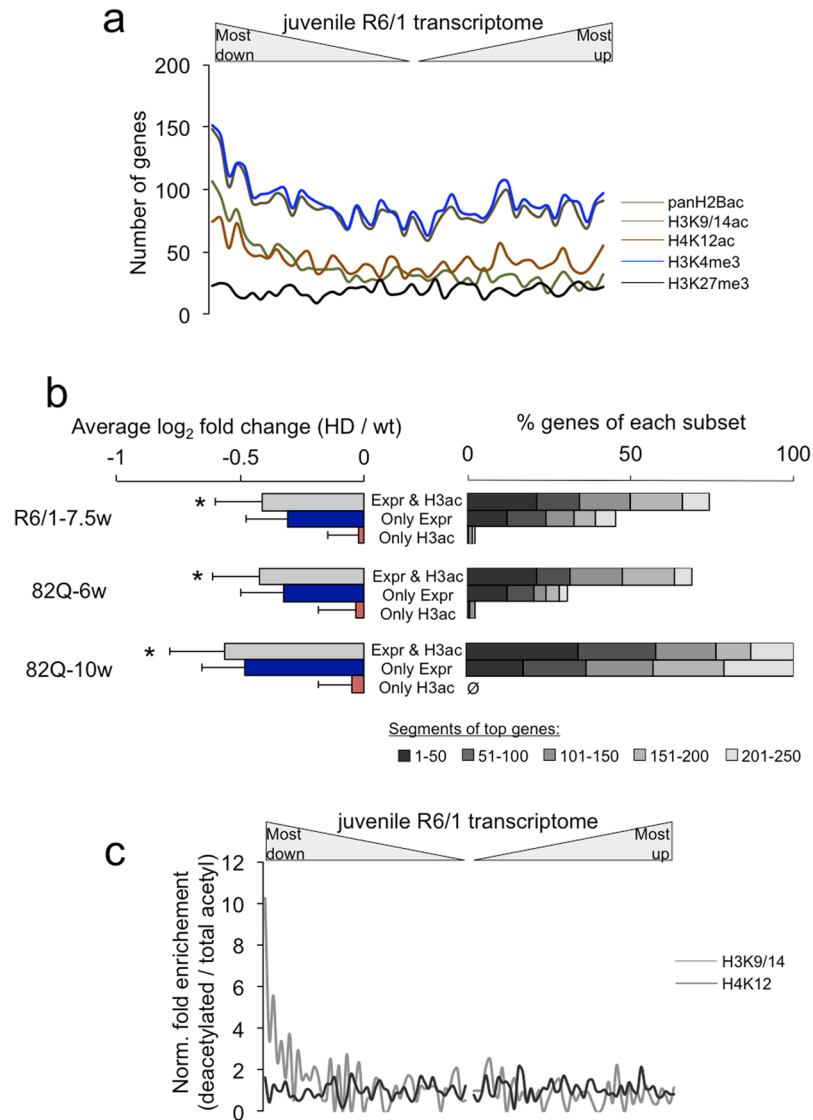 a
juvenile R6/1 transcriptome
Most
down
Most
up
200
150
100
50
0
Number of genes
panH2Bac
H3K9/14ac
H4K12ac
H3K4me3
H3K27me3
b
Average log2 fold change (HD / wt)
% genes of each subset
-1 -0.5 0
0 50 100
R6/1-7.5w
* Expr & H3ac
Only Expr
Only H3ac
82Q-6w
* Expr & H3ac
Only Expr
Only H3ac
82Q-10w
* Expr & H3ac
Only Expr
Only H3ac Ø
Segments of top genes:
1-50 51-100 101-150 151-200 201-250
c
juvenile R6/1 transcriptome
Most
down
Most
up
12
10
8
6
4
2
0
Norm. fold enrichement
(deacetylated / total acetyl)
H3K9/14
H4K12